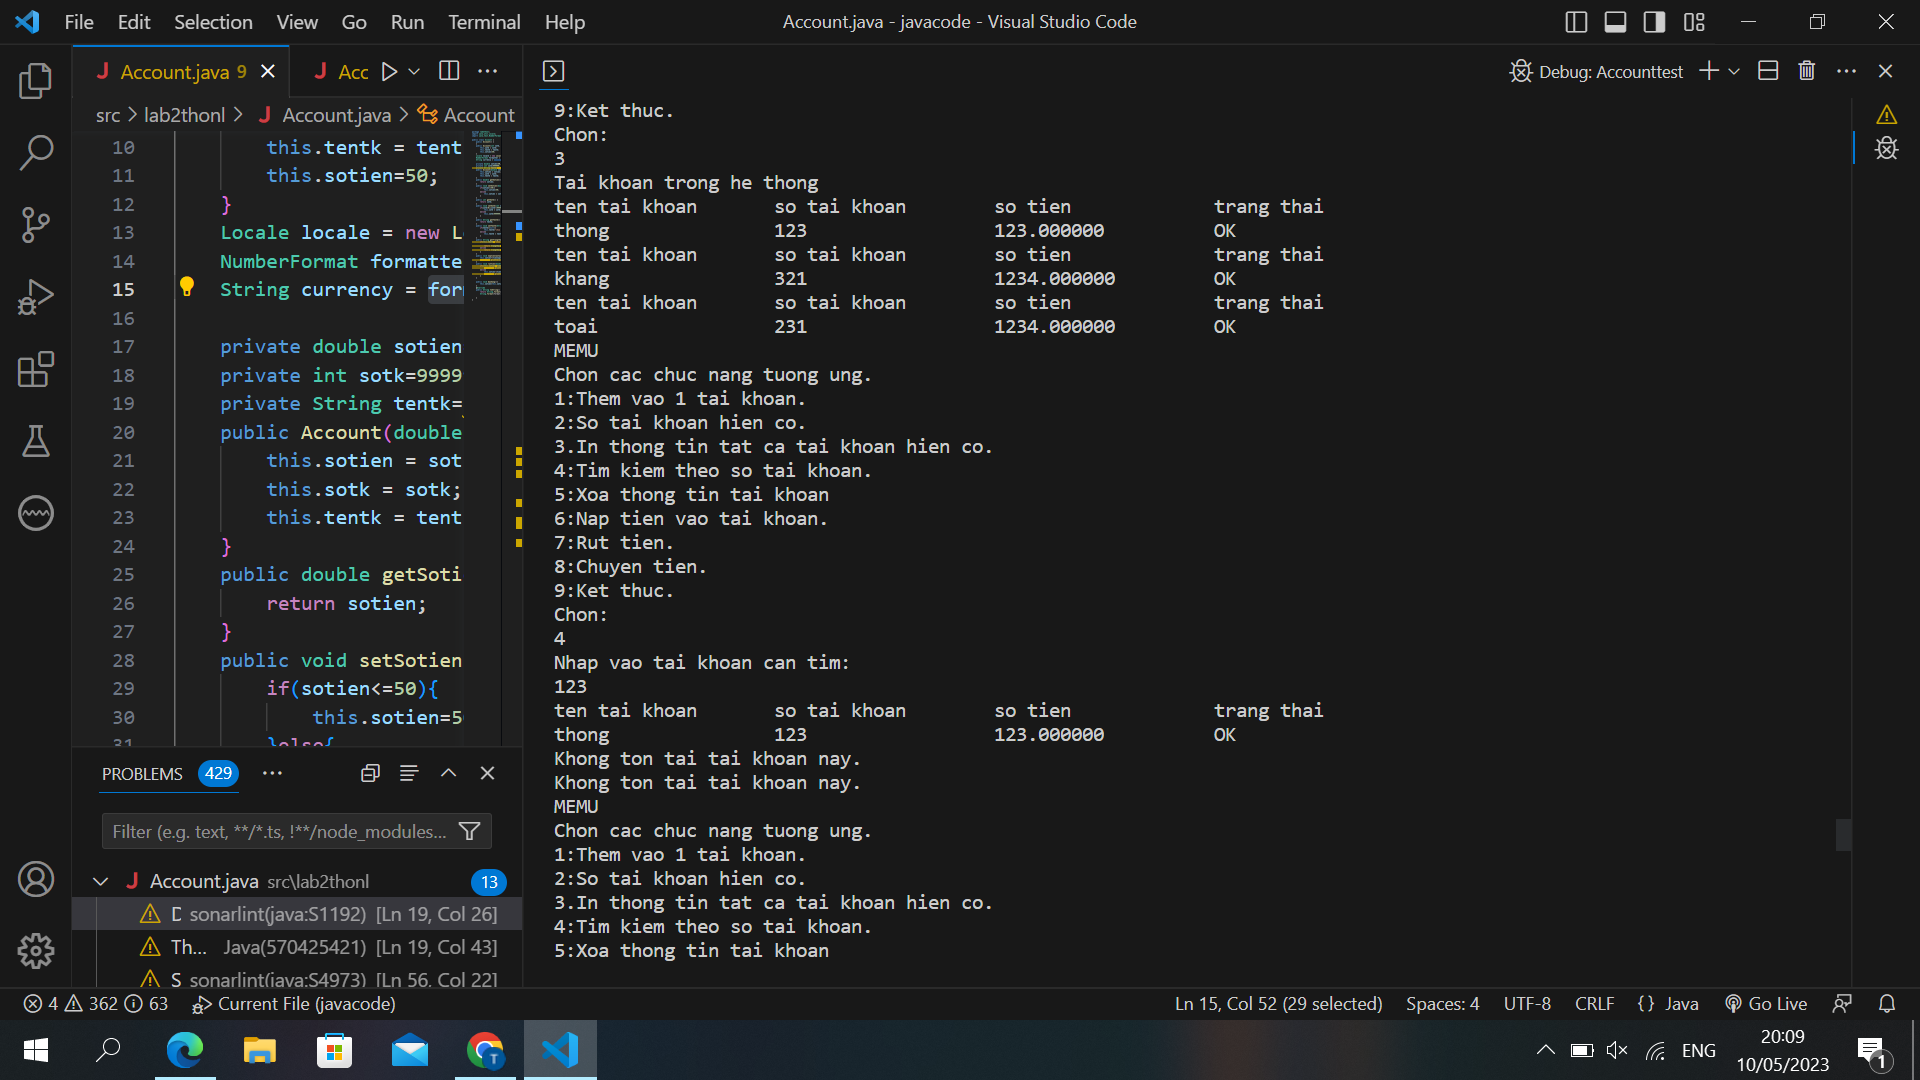 File Edit Selection View Go Run Terminal Help
Account.java - javacode - Visual Studio Code
J Account.java 9
J Acc
src > lab2thonl > J Account.java > Account
10 this.tentk = tent
11 this.sotien=50;
12 }
13 Locale locale = new L
14 NumberFormat formatte
15 String currency = for
16
17 private double sotien
18 private int sotk=9999
19 private String tentk=
20 public Account(double
21 this.sotien = sot
22 this.sotk = sotk;
23 this.tentk = tent
24 }
25 public double getSoti
26 return sotien;
27 }
28 public void setSotien
29 if(sotien<=50){
30 this.sotien=5
31 }else{
PROBLEMS 429
Filter (e.g. text, **/*.ts, !**/node_modules...
J Account.java src\lab2thonl 13
D sonarlint(java:S1192) [Ln 19, Col 26]
Th... Java(570425421) [Ln 19, Col 43]
S sonarlint(java:S4973) [Ln 56, Col 22]
Debug: Accounttest
9:Ket thuc.
Chon:
3
Tai khoan trong he thong
ten tai khoan so tai khoan so tien trang thai
thong 123 123.000000 OK
ten tai khoan so tai khoan so tien trang thai
khang 321 1234.000000 OK
ten tai khoan so tai khoan so tien trang thai
toai 231 1234.000000 OK
MEMU
Chon cac chuc nang tuong ung.
1:Them vao 1 tai khoan.
2:So tai khoan hien co.
3.In thong tin tat ca tai khoan hien co.
4:Tim kiem theo so tai khoan.
5:Xoa thong tin tai khoan
6:Nap tien vao tai khoan.
7:Rut tien.
8:Chuyen tien.
9:Ket thuc.
Chon:
4
Nhap vao tai khoan can tim:
123
ten tai khoan so tai khoan so tien trang thai
thong 123 123.000000 OK
Khong ton tai tai khoan nay.
Khong ton tai tai khoan nay.
MEMU
Chon cac chuc nang tuong ung.
1:Them vao 1 tai khoan.
2:So tai khoan hien co.
3.In thong tin tat ca tai khoan hien co.
4:Tim kiem theo so tai khoan.
5:Xoa thong tin tai khoan
4 362 63 Current File (javacode)
Ln 15, Col 52 (29 selected) Spaces: 4 UTF-8 CRLF {} Java Go Live
T
ENG
20:09
10/05/2023
1